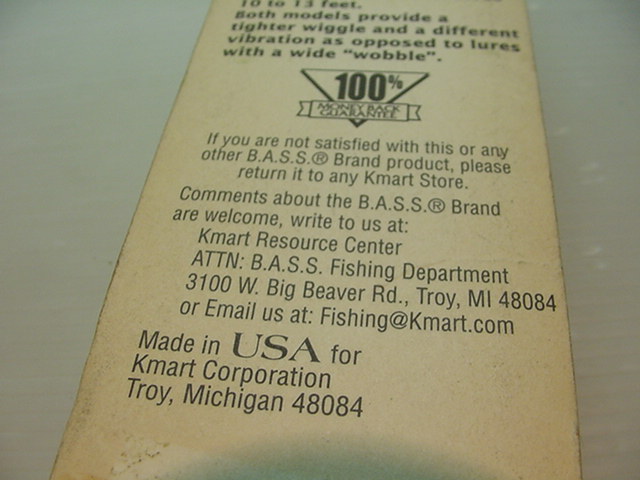 10 to 13 feet.
Both models provide a
tighter wiggle and a different
vibration as opposed to lures
with a wide "wobble".
100%
MONEY BACK
GUARANTEE
If you are not satisfied with this or any
other B.A.S.S.® Brand product, please
return it to any Kmart Store.
Comments about the B.A.S.S.® Brand
are welcome, write to us at:
Kmart Resource Center
ATTN: B.A.S.S. Fishing Department
3100 W. Big Beaver Rd., Troy, MI 48084
or Email us at: Fishing@Kmart.com
Made in USA for
Kmart Corporation
Troy, Michigan 48084